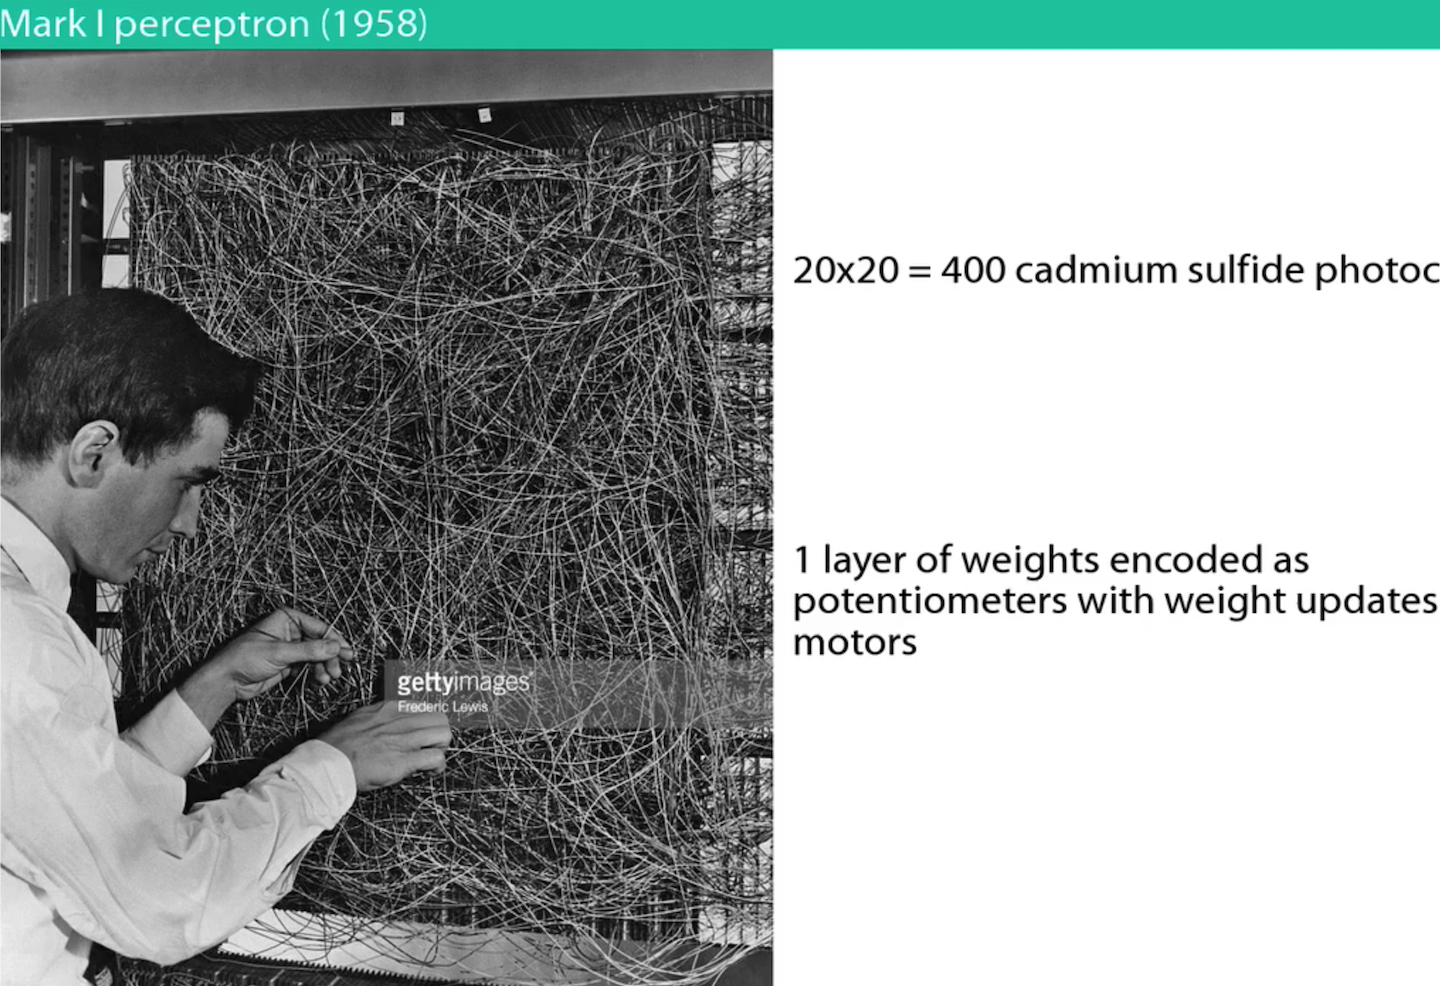 Mark I perceptron (1958)
20x20 = 400 cadmium sulfide photoc
1 layer of weights encoded as
potentiometers with weight updates
motors
gettyimages
Frederic Lewis